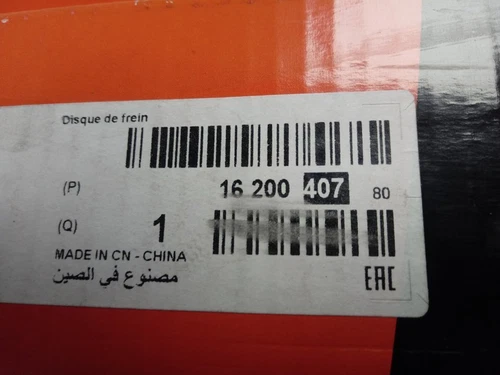 Disque de frein
(P) 16 200 407 80
(Q) 1
MADE IN CN - CHINA
مصنوع في الصين
EAC